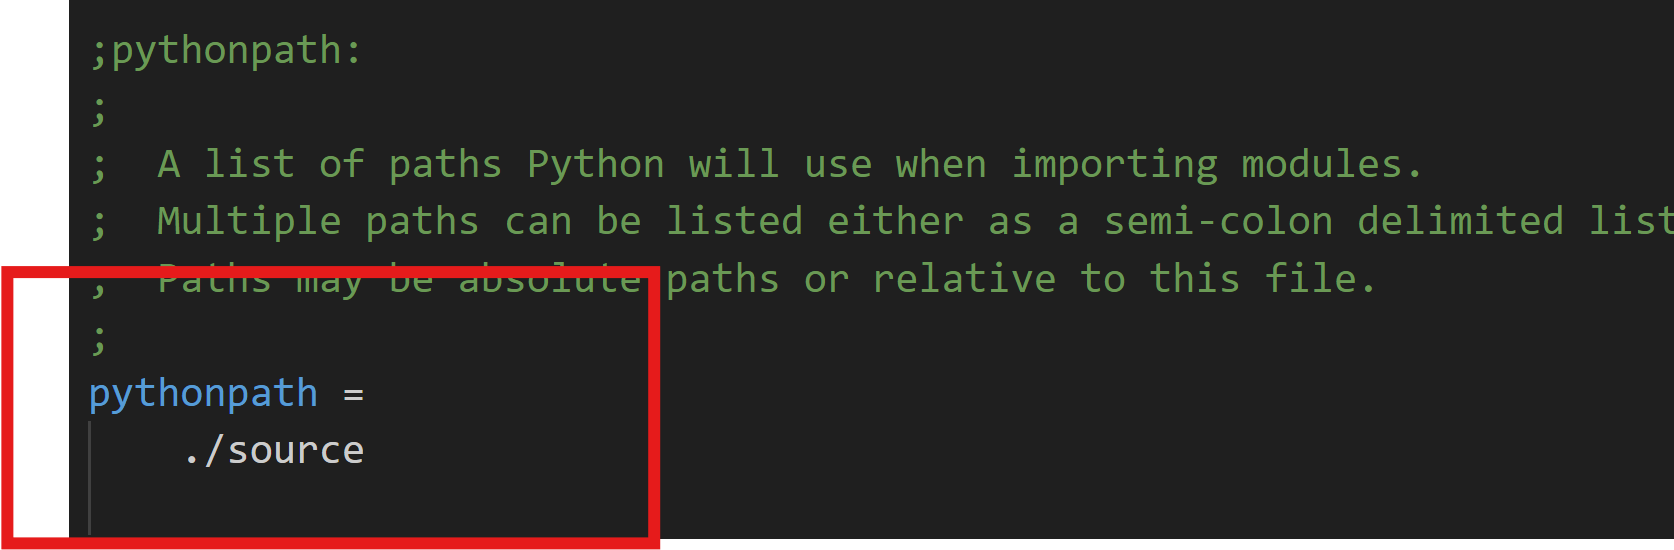 ;pythonpath:
;
;  A list of paths Python will use when importing modules.
;  Multiple paths can be listed either as a semi-colon delimited list
;  Paths may be absolute paths or relative to this file.
;
pythonpath =
    ./source